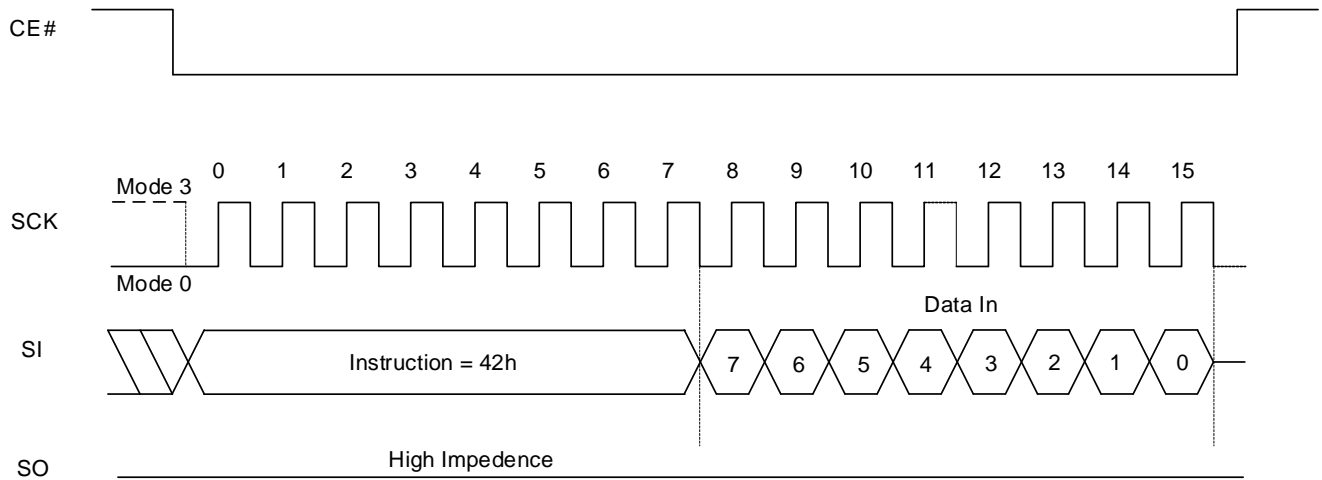 CE#
0 1 2 3 4 5 6 7 8 9 10 11 12 13 14 15
Mode 3
SCK
Mode 0
Data In
SI
Instruction = 42h
7 6 5 4 3 2 1 0
High Impedence
SO